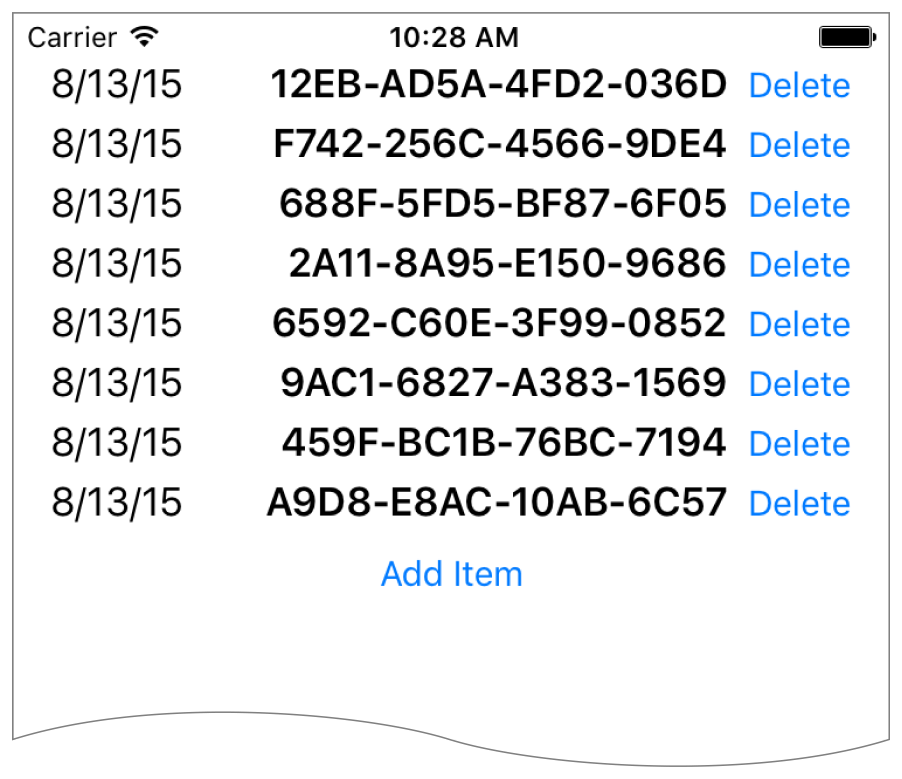 Carrier 10:28 AM
8/13/15 12EB-AD5A-4FD2-036D Delete
8/13/15 F742-256C-4566-9DE4 Delete
8/13/15 688F-5FD5-BF87-6F05 Delete
8/13/15 2A11-8A95-E150-9686 Delete
8/13/15 6592-C60E-3F99-0852 Delete
8/13/15 9AC1-6827-A383-1569 Delete
8/13/15 459F-BC1B-76BC-7194 Delete
8/13/15 A9D8-E8AC-10AB-6C57 Delete
Add Item